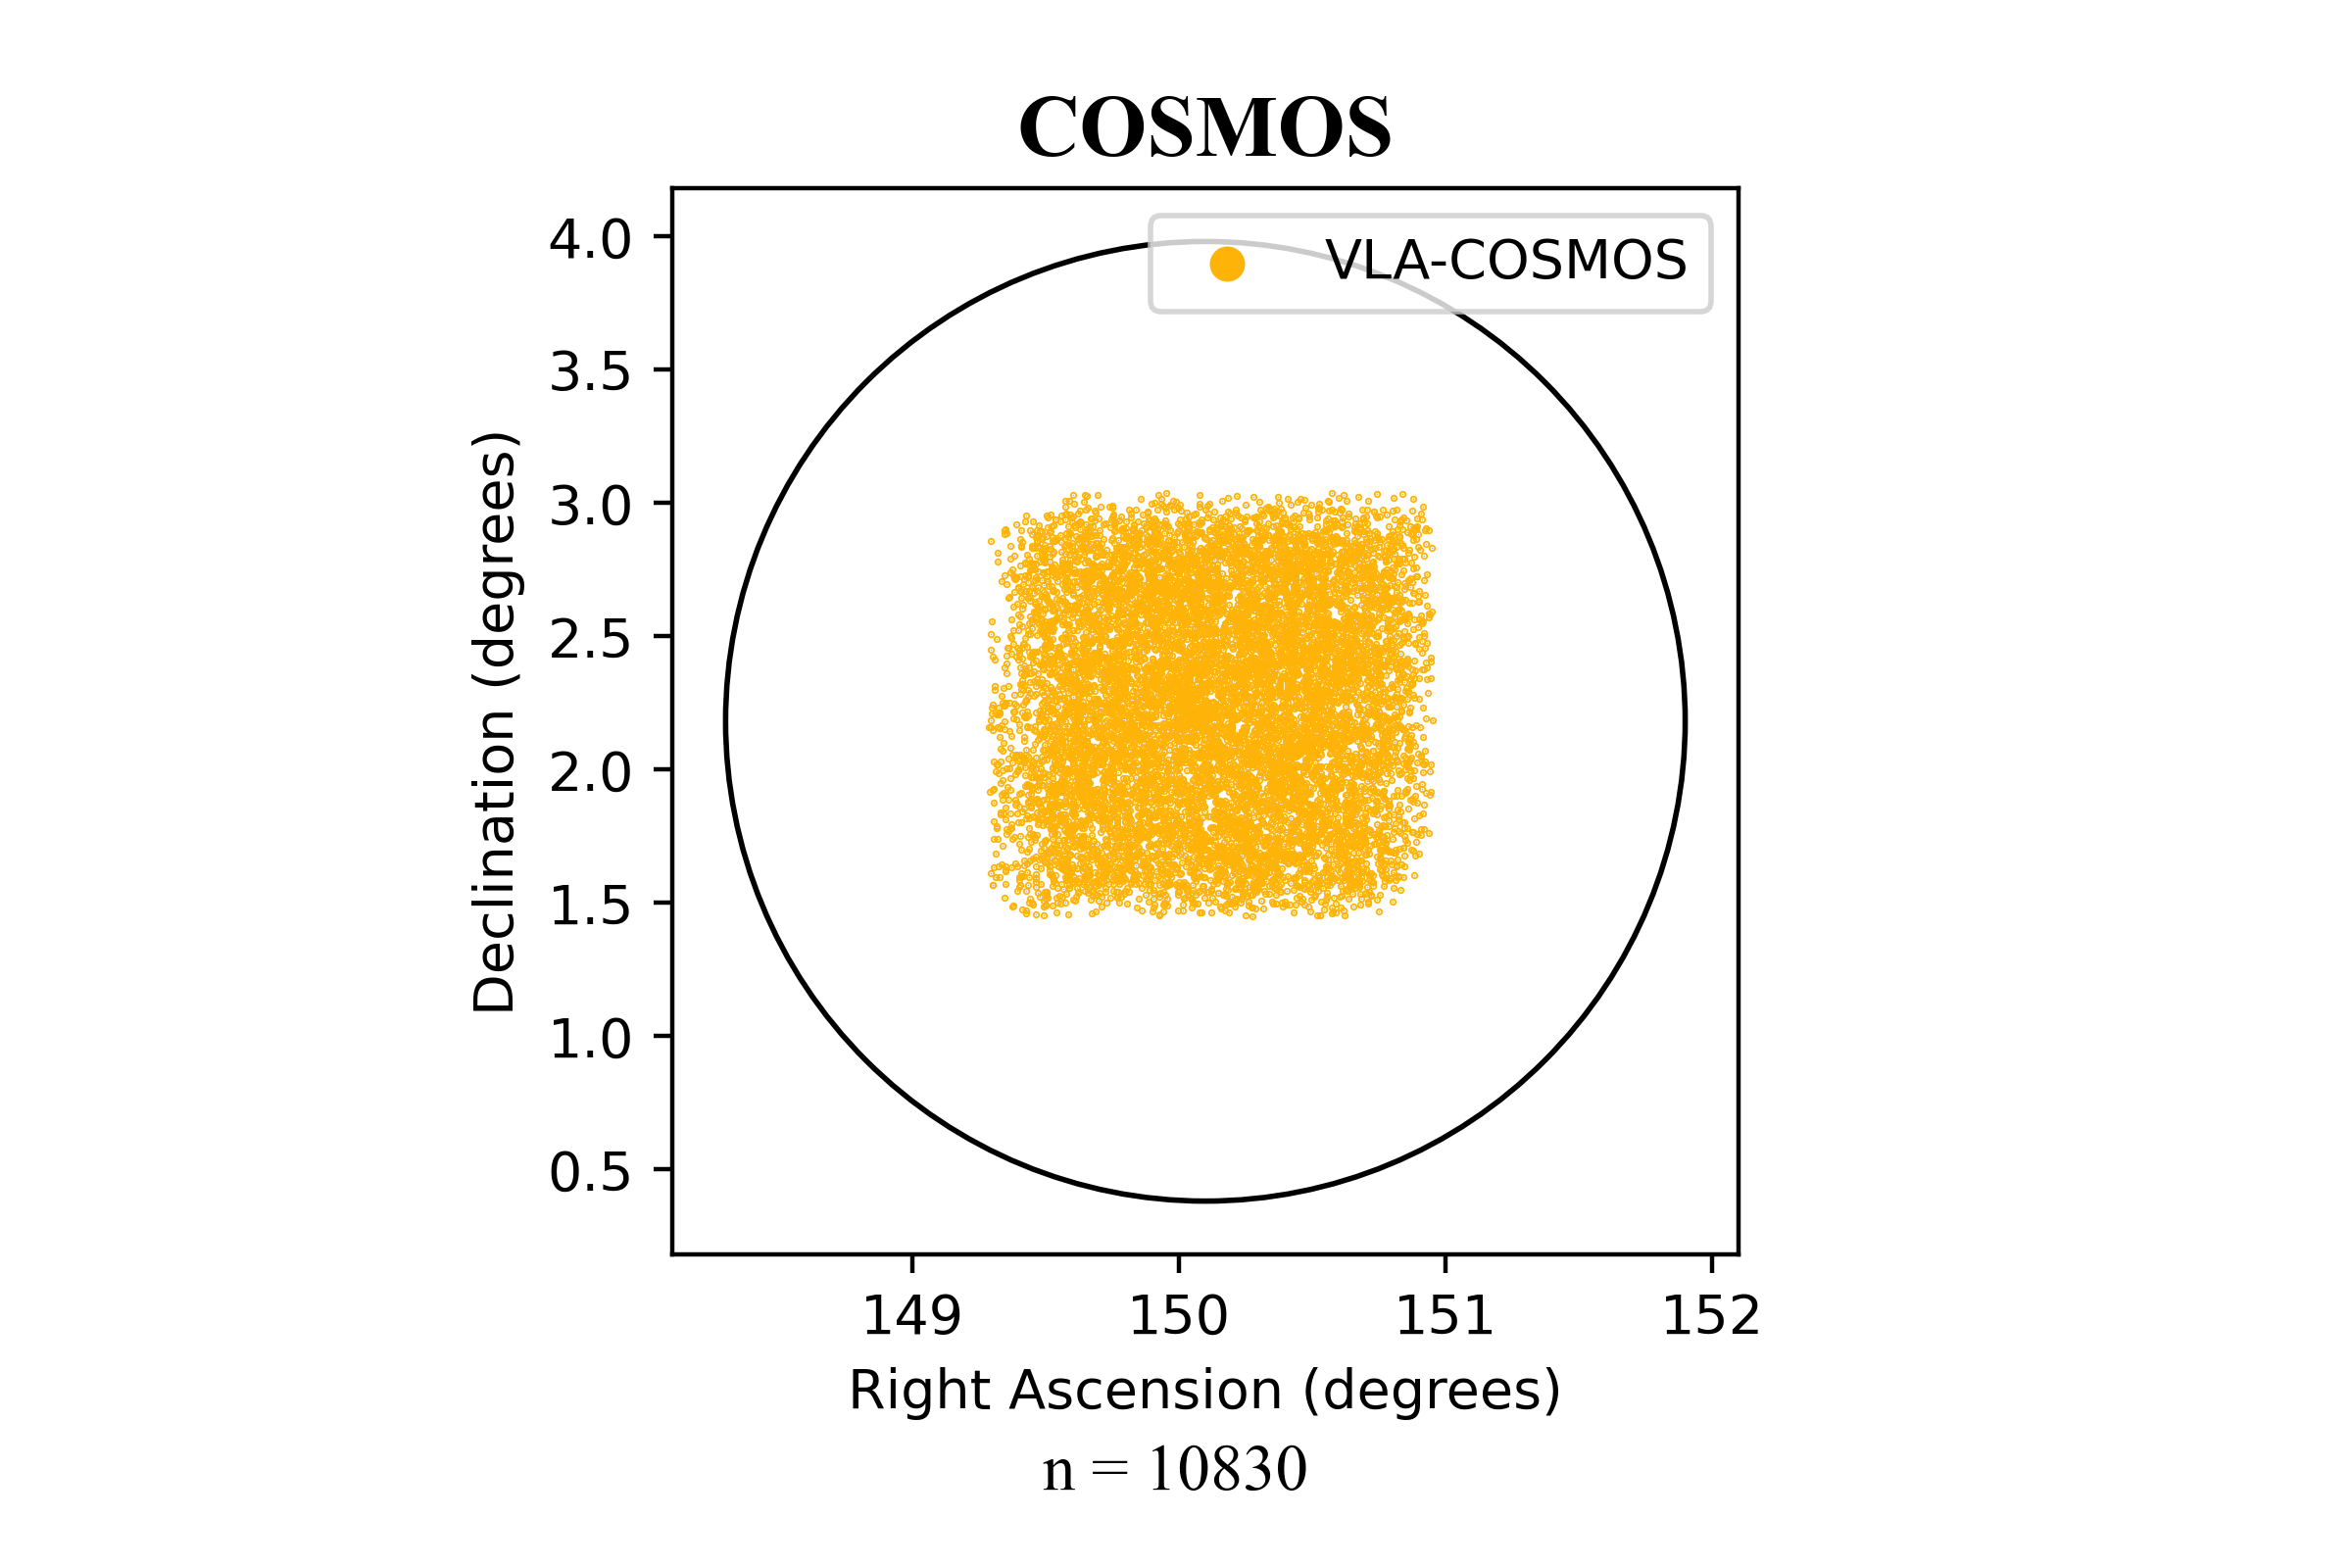 COSMOS
VLA-COSMOS
4.0
3.5
3.0
2.5
2.0
1.5
1.0
0.5
Declination (degrees)
149 150 151 152
Right Ascension (degrees)
n = 10830